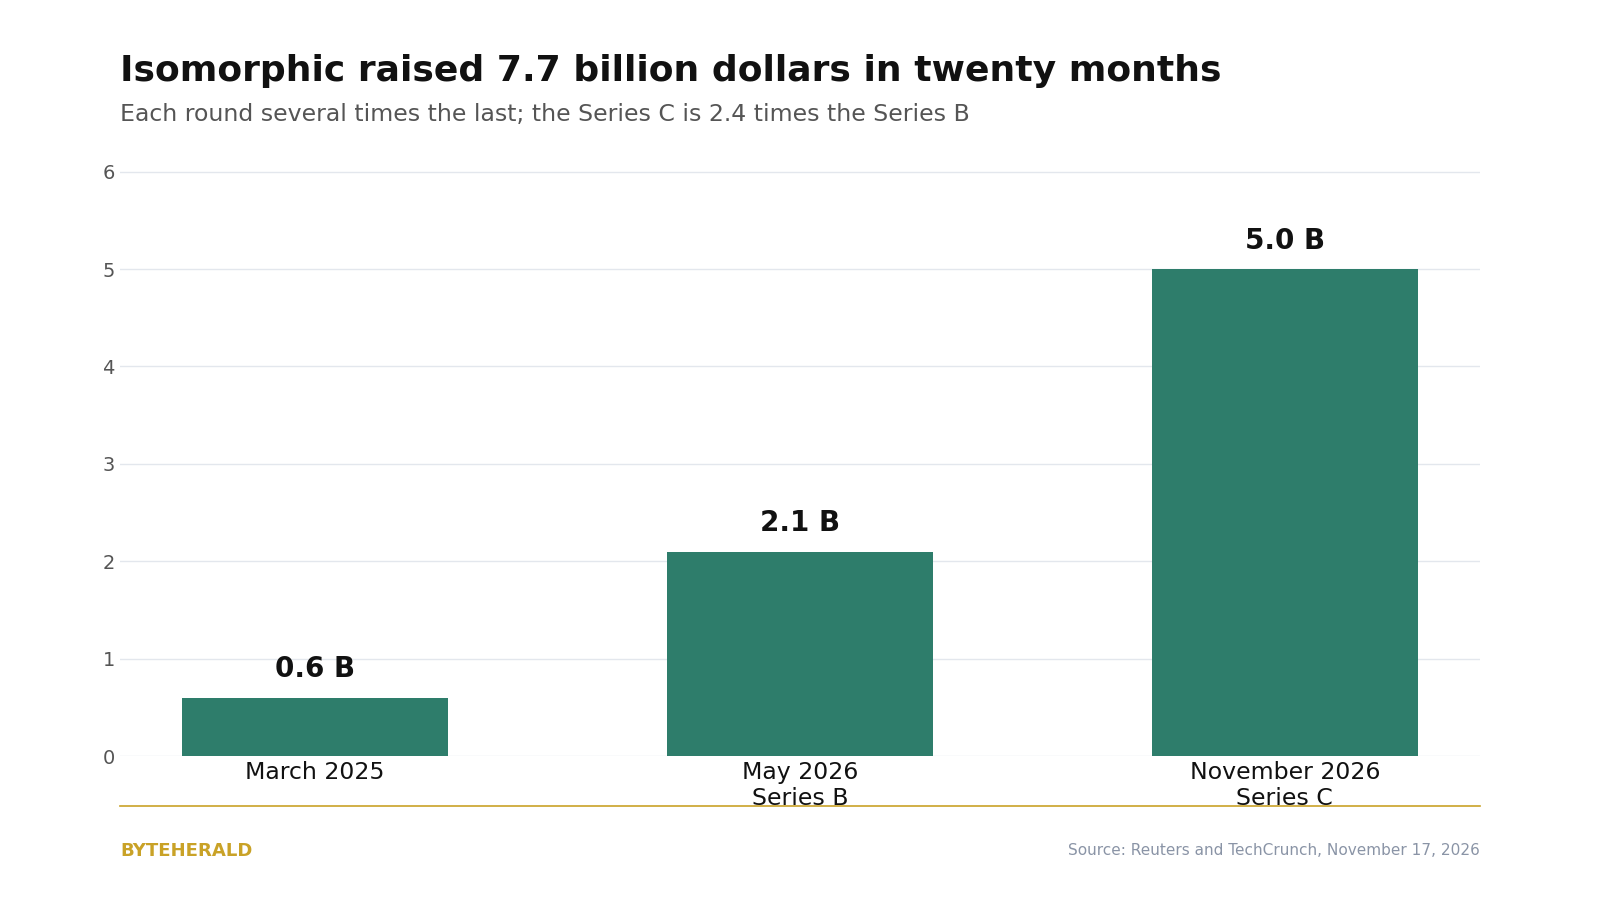 Isomorphic raised 7.7 billion dollars in twenty months
Each round several times the last; the Series C is 2.4 times the Series B
6
5
4
3
2
1
0
0.6 B
2.1 B
5.0 B
March 2025
May 2026
Series B
November 2026
Series C
BYTEHERALD
Source: Reuters and TechCrunch, November 17, 2026